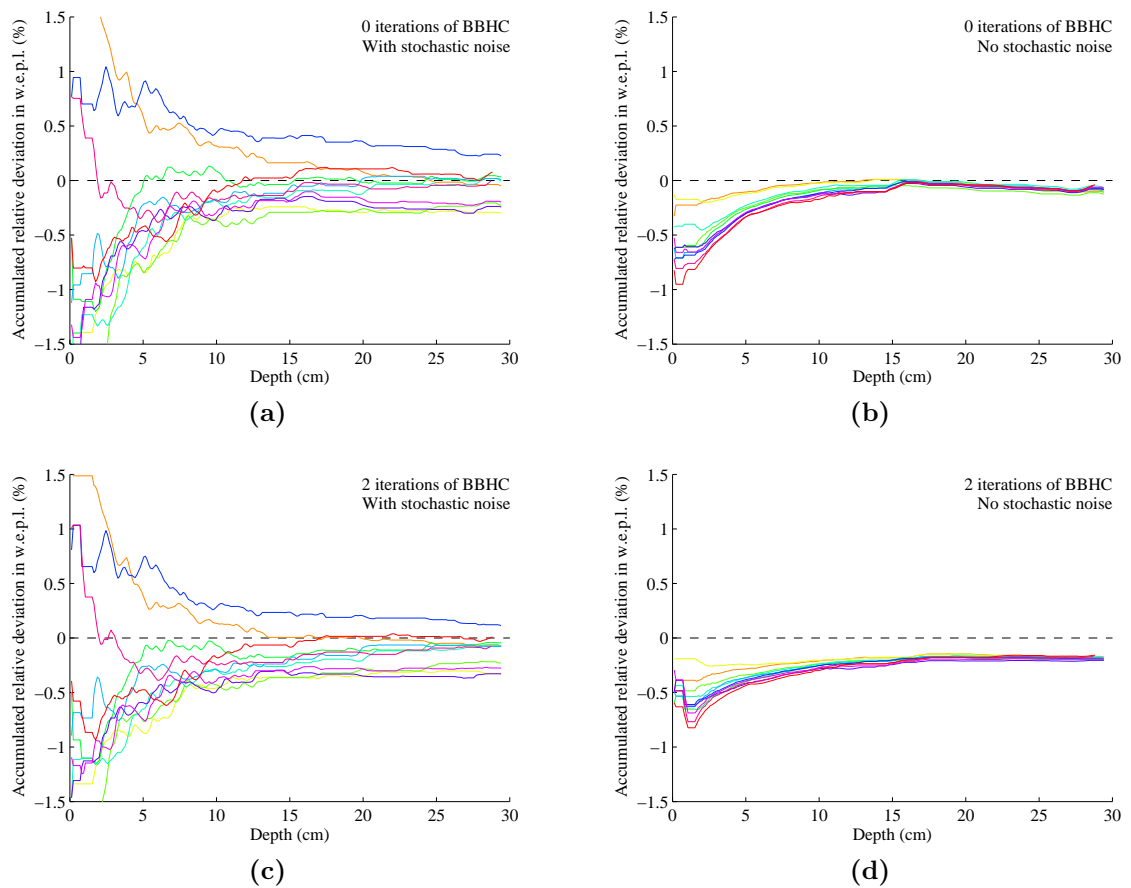 0 iterations of BBHC
With stochastic noise
Accumulated relative deviation in w.e.p.l. (%)
1.5
1
0.5
0
−0.5
−1
−1.5
0 5 10 15 20 25 30
Depth (cm)
(a)
0 iterations of BBHC
No stochastic noise
Accumulated relative deviation in w.e.p.l. (%)
1.5
1
0.5
0
−0.5
−1
−1.5
0 5 10 15 20 25 30
Depth (cm)
(b)
2 iterations of BBHC
With stochastic noise
Accumulated relative deviation in w.e.p.l. (%)
1.5
1
0.5
0
−0.5
−1
−1.5
0 5 10 15 20 25 30
Depth (cm)
(c)
2 iterations of BBHC
No stochastic noise
Accumulated relative deviation in w.e.p.l. (%)
1.5
1
0.5
0
−0.5
−1
−1.5
0 5 10 15 20 25 30
Depth (cm)
(d)